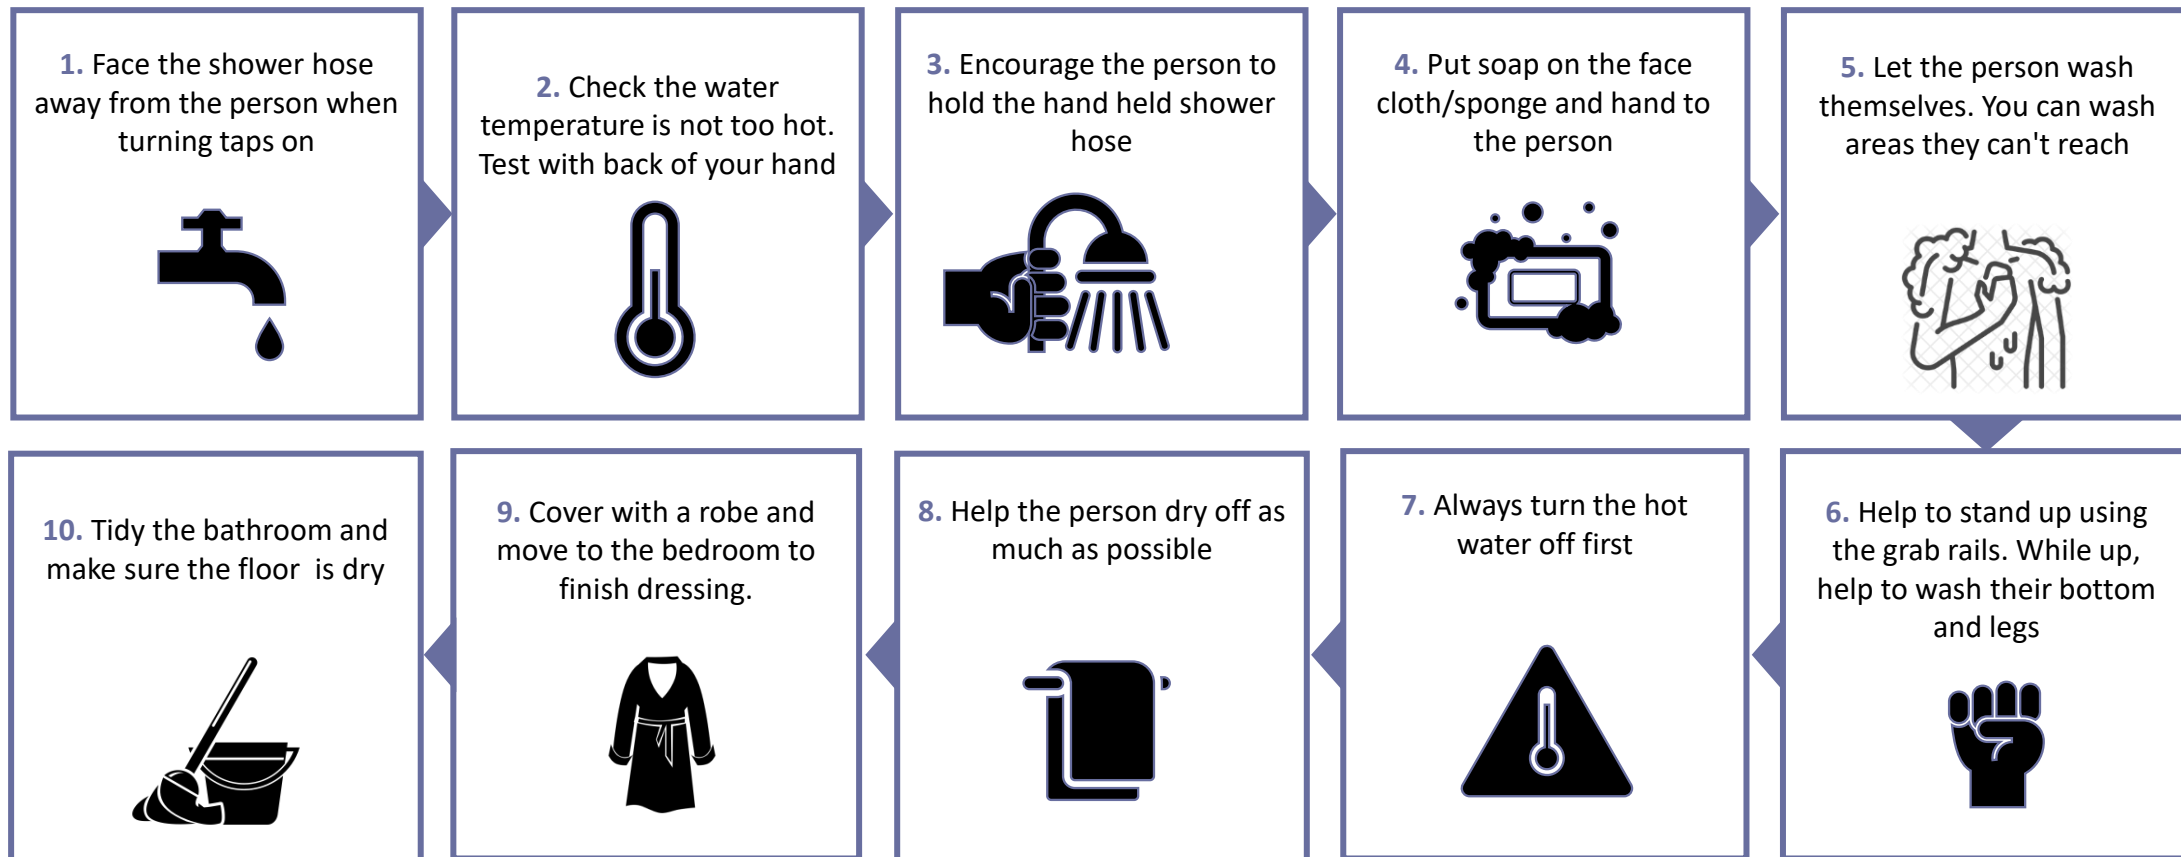 1. Face the shower hose
away from the person when
turning taps on
2. Check the water
temperature is not too hot.
Test with back of your hand
3. Encourage the person to
hold the hand held shower
hose
4. Put soap on the face
cloth/sponge and hand to
the person
5. Let the person wash
themselves. You can wash
areas they can't reach
6. Help to stand up using
the grab rails. While up,
help to wash their bottom
and legs
7. Always turn the hot
water off first
8. Help the person dry off as
much as possible
9. Cover with a robe and
move to the bedroom to
finish dressing.
10. Tidy the bathroom and
make sure the floor  is dry